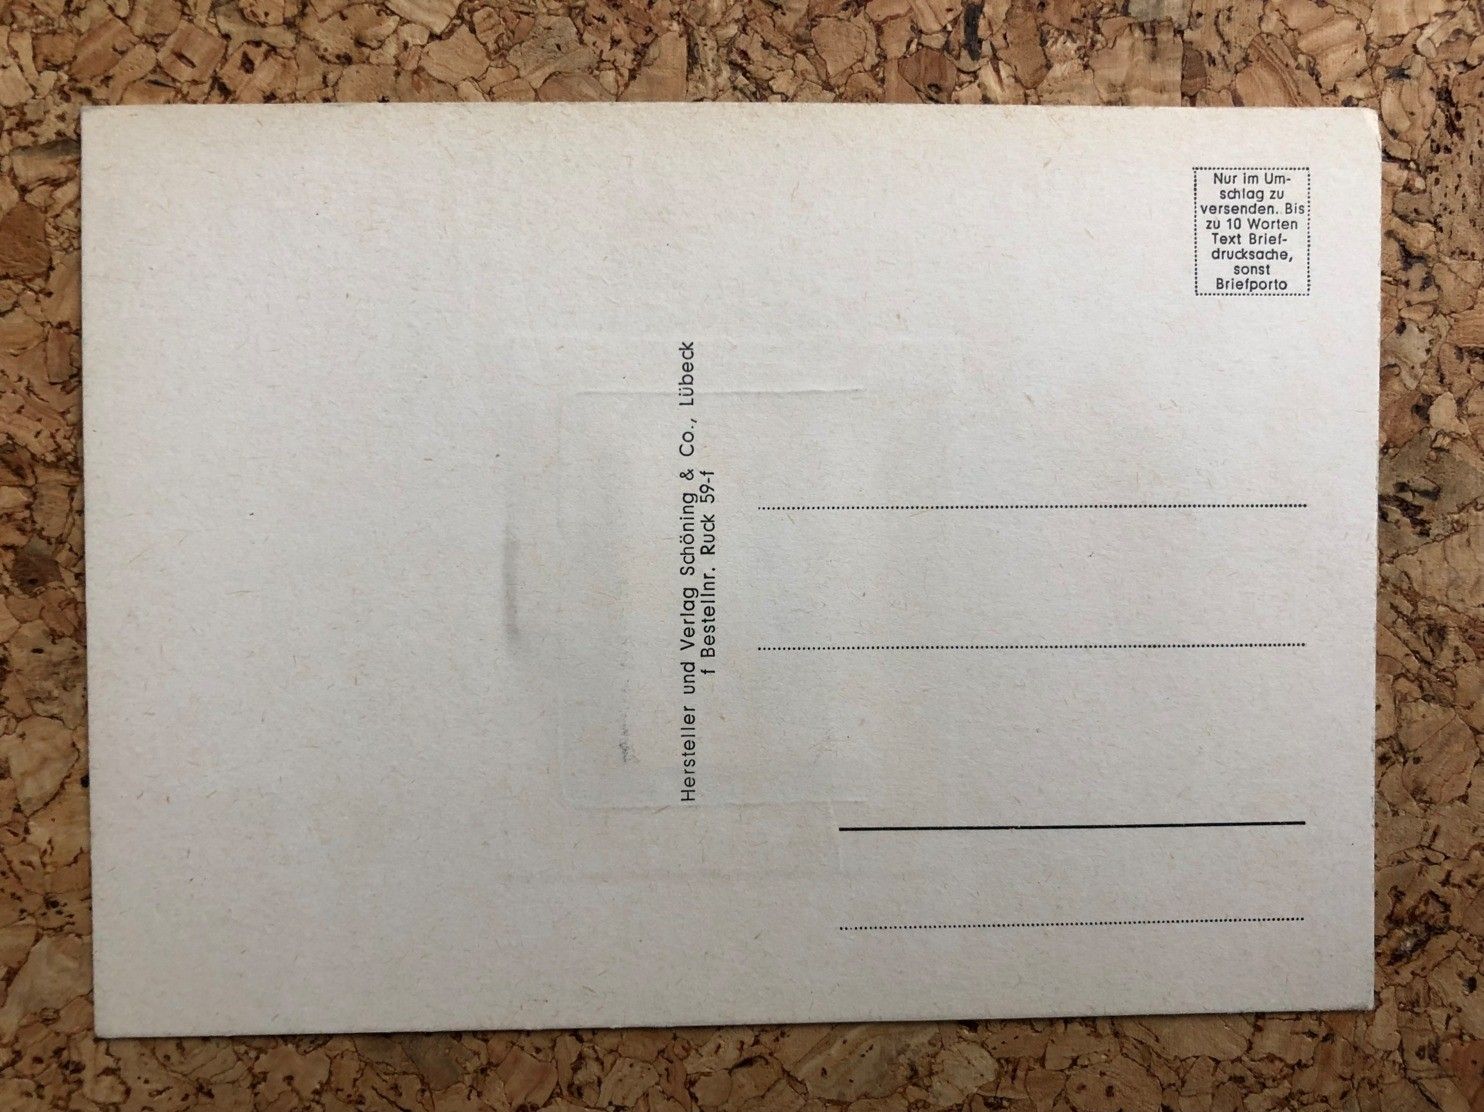 Nur im Um-
schlag zu
versenden. Bis
zu 10 Worten
Text Brief-
drucksache,
sonst
Briefporto
Hersteller und Verlag Schöning & Co., Lübeck
f Bestellnr. Ruck 59-f